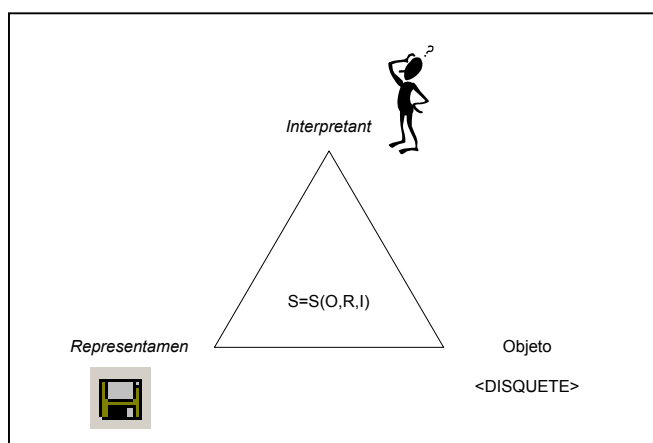 ?
Interpretant
S=S(O,R,I)
Representamen
Objeto
<DISQUETE>